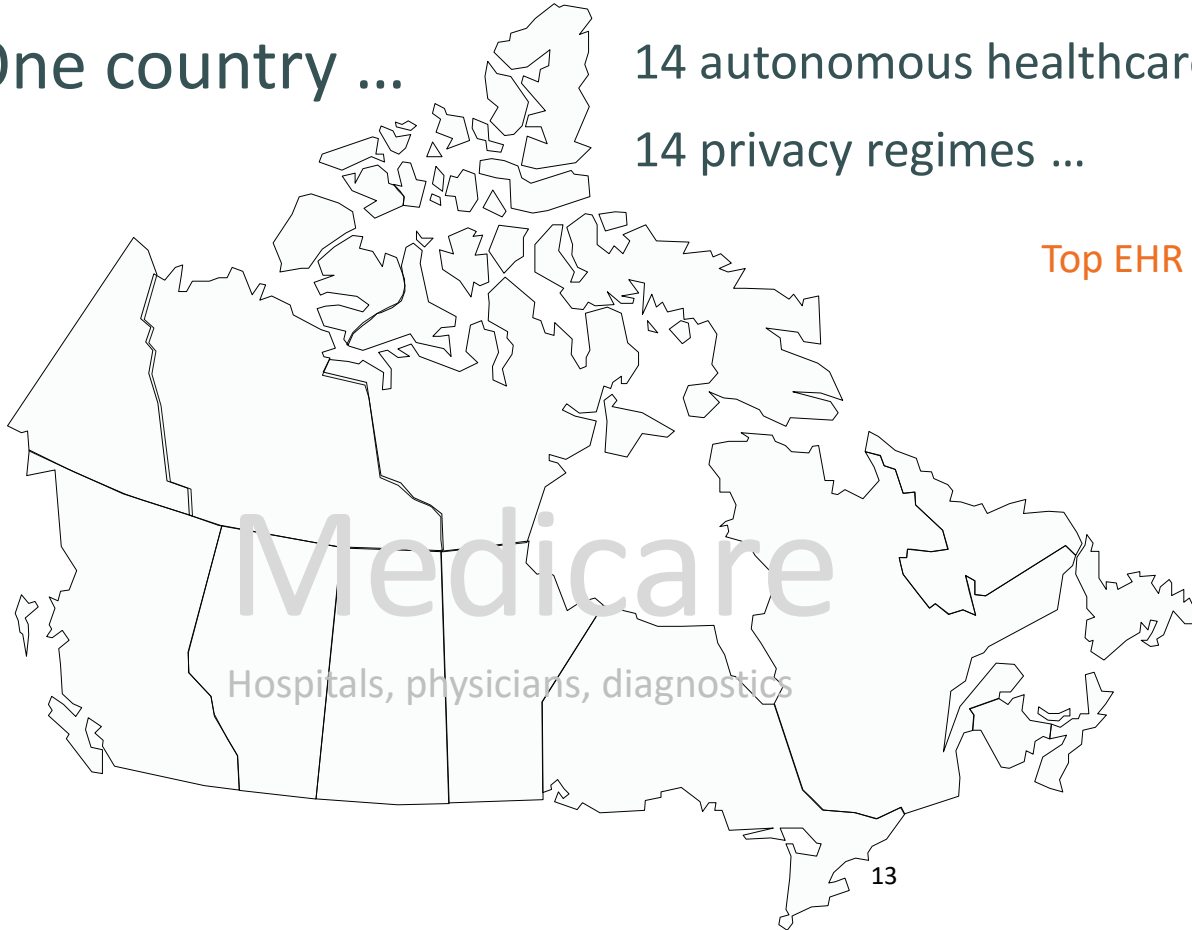 One country ...
14 autonomous healthcare
14 privacy regimes ...
Top EHR
Medicare
Hospitals, physicians, diagnostics
13